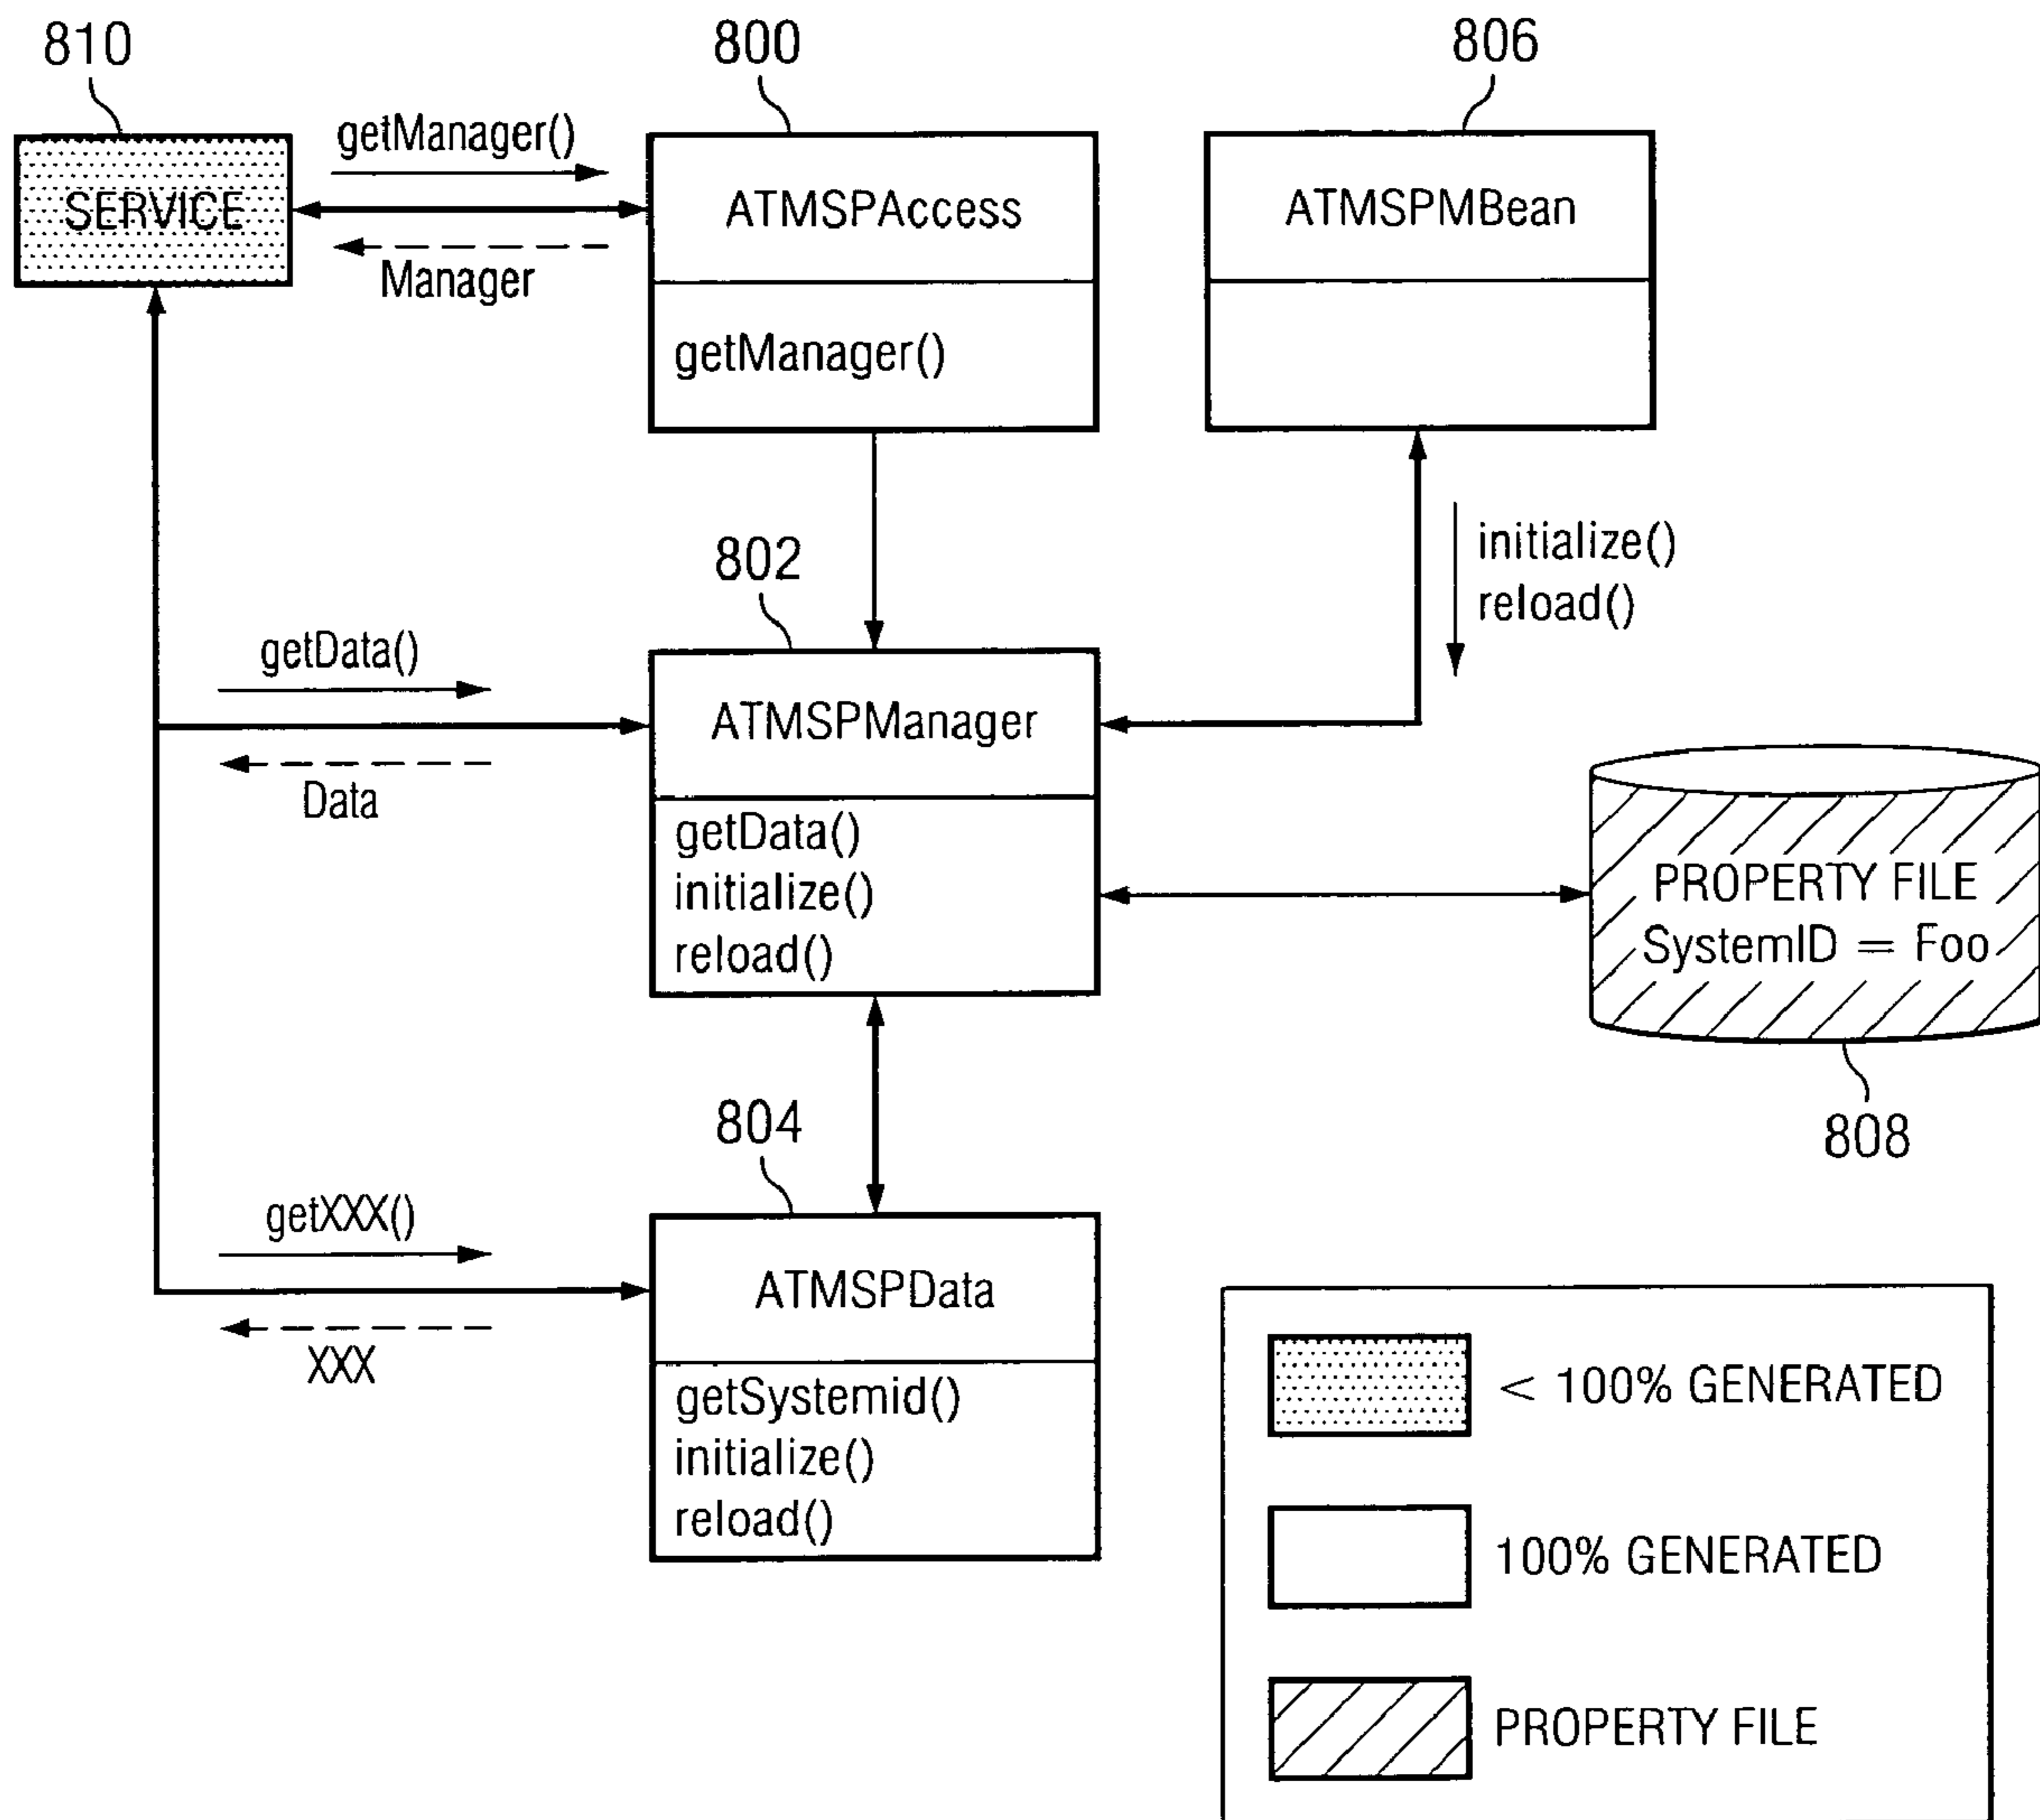 810
800
806
getManager()
SERVICE
ATMSPAccess
ATMSPMBean
Manager
getManager()
initialize()
reload()
802
getData()
ATMSPManager
Data
getData()
initialize()
reload()
PROPERTY FILE
SystemID = Foo
808
804
getXXX()
ATMSPData
XXX
getSystemid()
initialize()
reload()
< 100% GENERATED
100% GENERATED
PROPERTY FILE